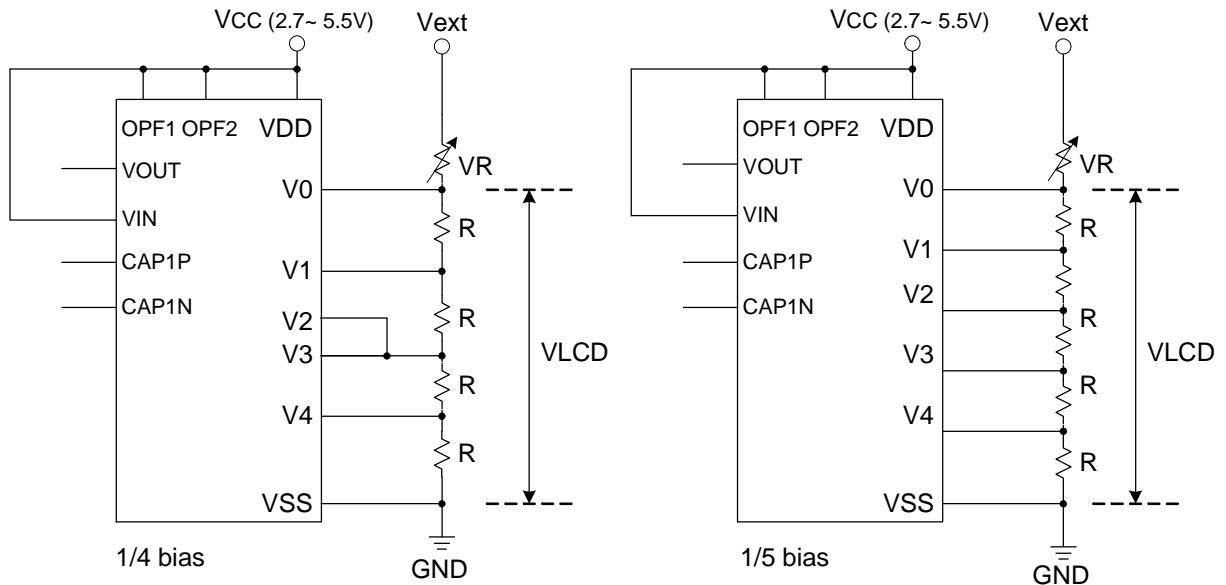 VCC (2.7~ 5.5V)
Vext
OPF1 OPF2 VDD
VOUT
VR
V0
VIN
R
CAP1P
V1
CAP1N
V2
R
V3
VLCD
R
V4
R
VSS
1/4 bias
GND
VCC (2.7~ 5.5V)
Vext
OPF1 OPF2 VDD
VOUT
VR
V0
VIN
R
V1
CAP1P
R
V2
CAP1N
R
V3
VLCD
R
V4
R
VSS
1/5 bias
GND